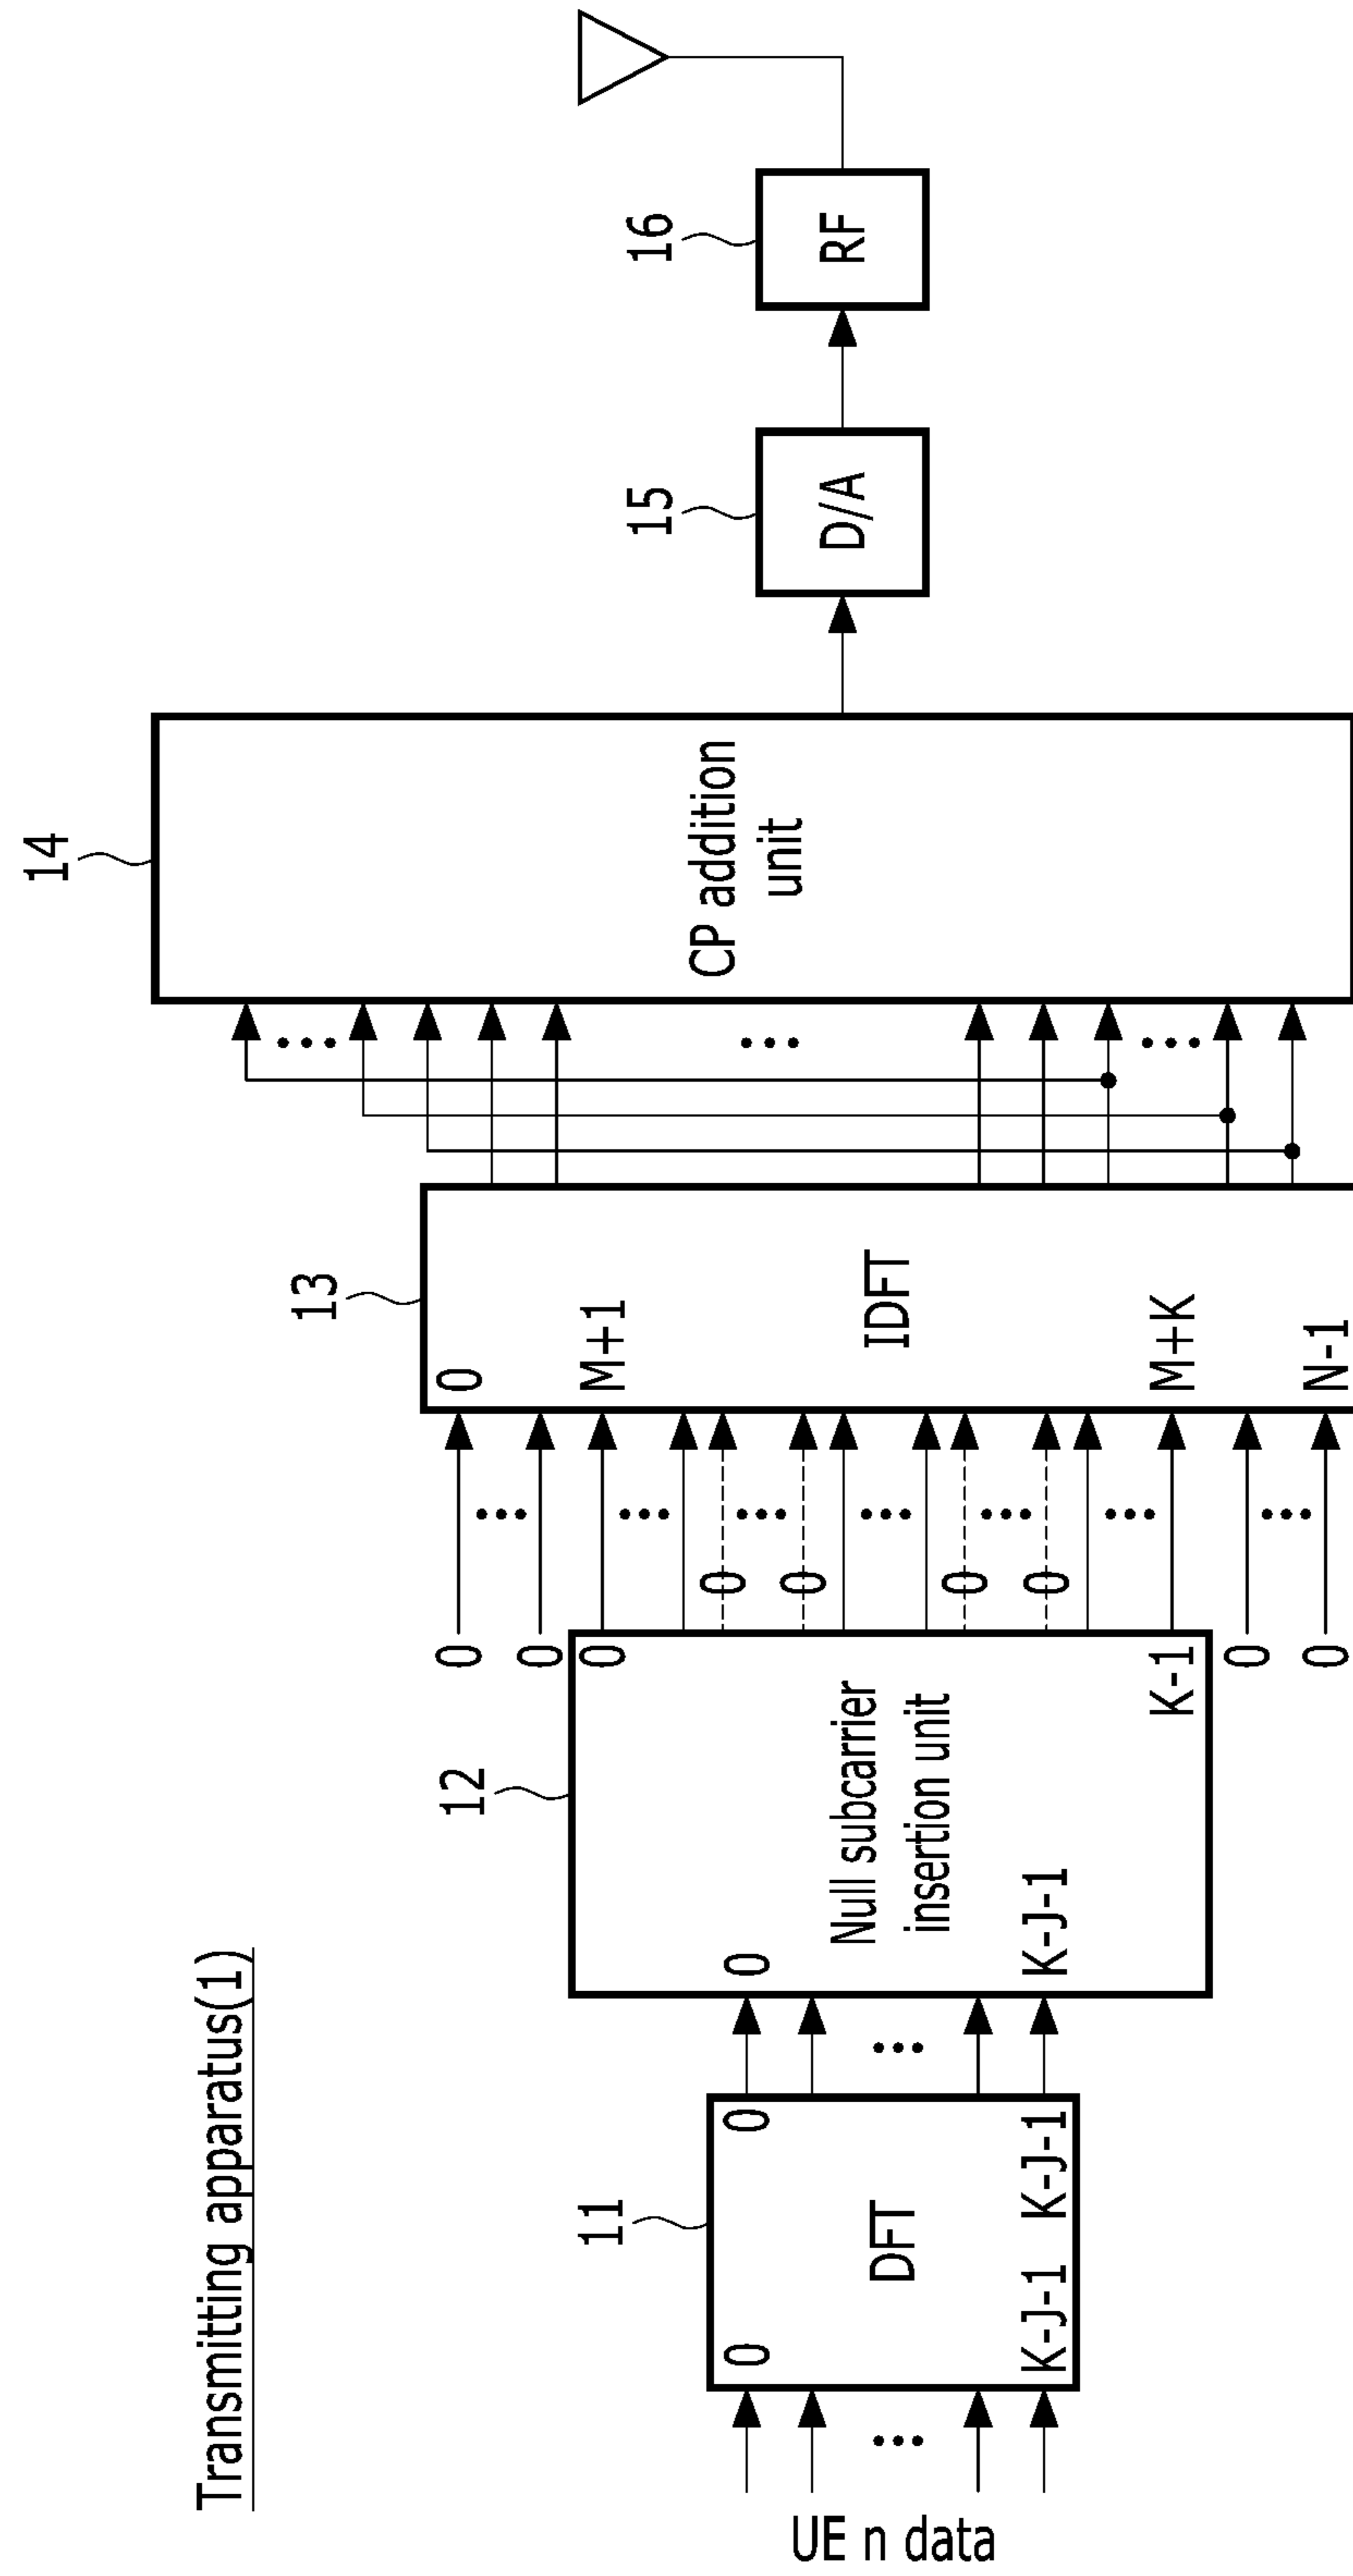 Transmitting apparatus(1)
UE n data
11
0
0
DFT
K-J-1
K-J-1
12
0
0
Null subcarrier
insertion unit
K-J-1
K-1
0
0
0
0
0
0
0
0
13
0
M+1
IDFT
M+K
N-1
14
CP addition
unit
15
D/A
16
RF